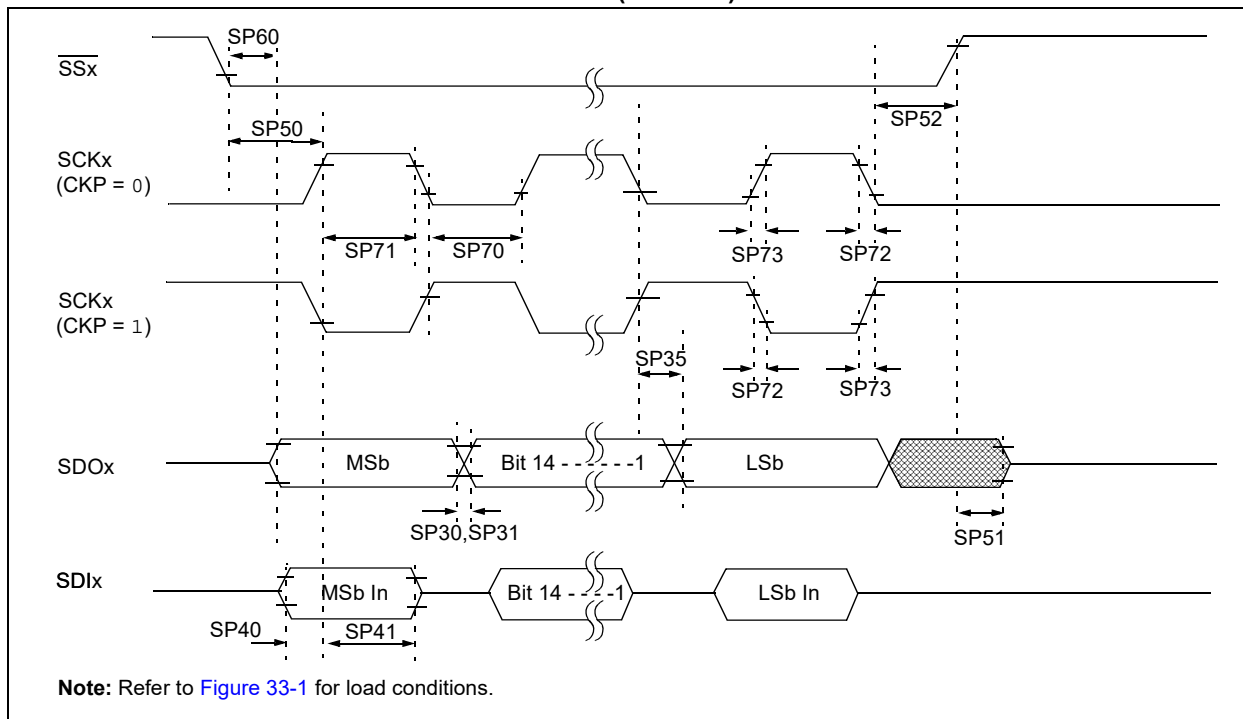 SP60
SSx
SP50
SP52
SCKx
(CKP = 0)
SP71
SP70
SP73
SP72
SCKx
(CKP = 1)
SP35
SP72
SP73
SDOx
MSb
Bit 14 - - - - - -1
LSb
SP30,SP31
SP51
SDIx
MSb In
Bit 14 - - - -1
LSb In
SP40
SP41
Note: Refer to Figure 33-1 for load conditions.